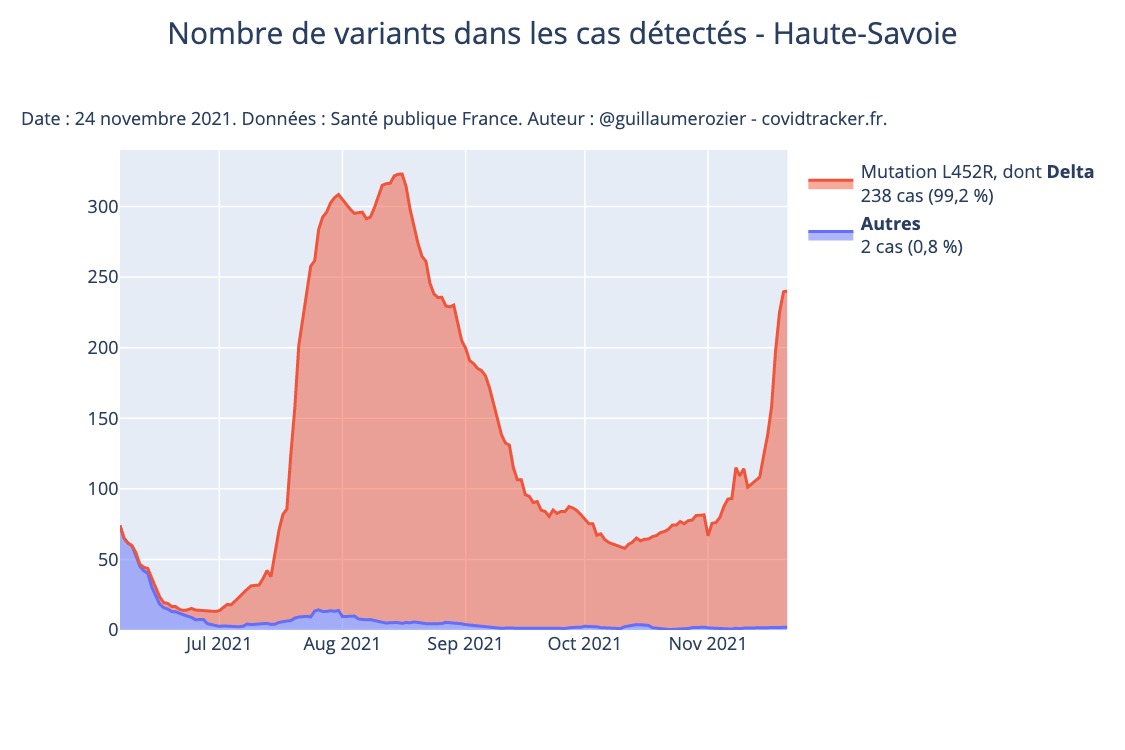 Nombre de variants dans les cas détectés - Haute-Savoie
Date : 24 novembre 2021. Données : Santé publique France. Auteur : @guillaumerozier - covidtracker.fr.
Mutation L452R, dont Delta
238 cas (99,2 %)
Autres
2 cas (0,8 %)
300
250
200
150
100
50
0
Jul 2021
Aug 2021
Sep 2021
Oct 2021
Nov 2021